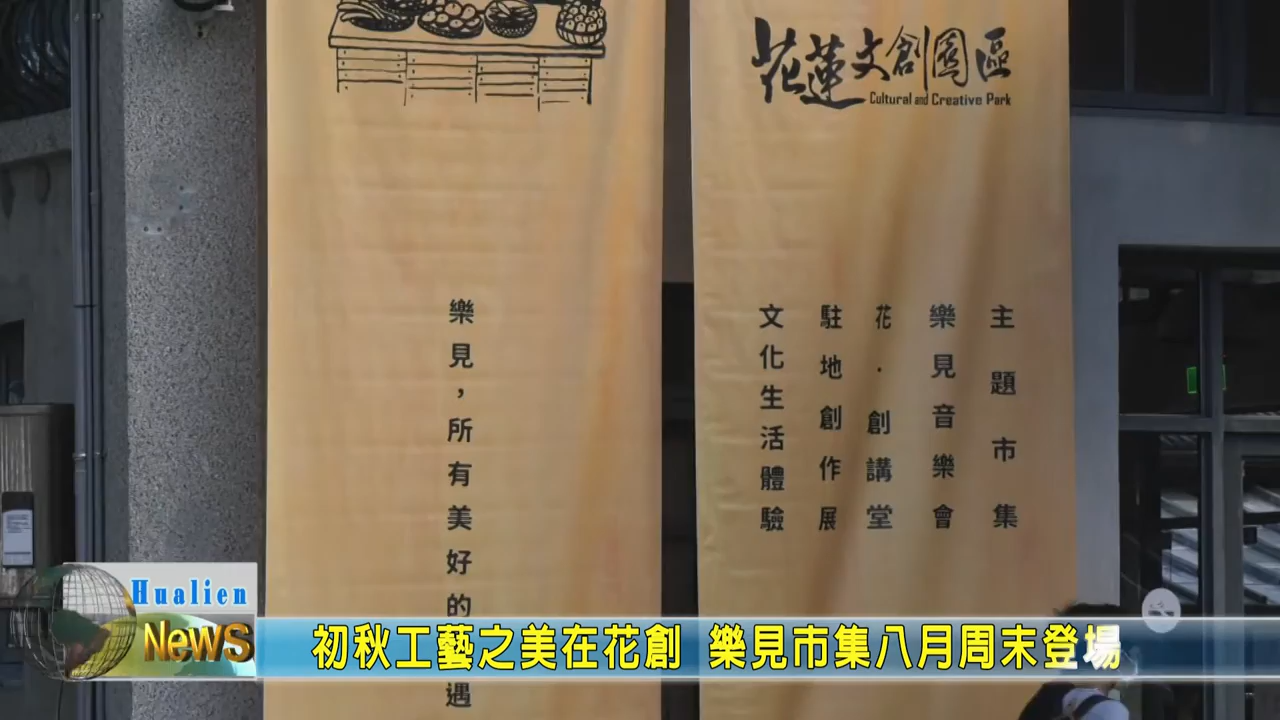 花蓮文創園區
Cultural and Creative Park
主題市集
樂見音樂會
花・創講堂
駐地創作展
文化生活體驗
樂見，所有美好的
遇
Hualien
News
初秋工藝之美在花創 樂見市集八月周末登場